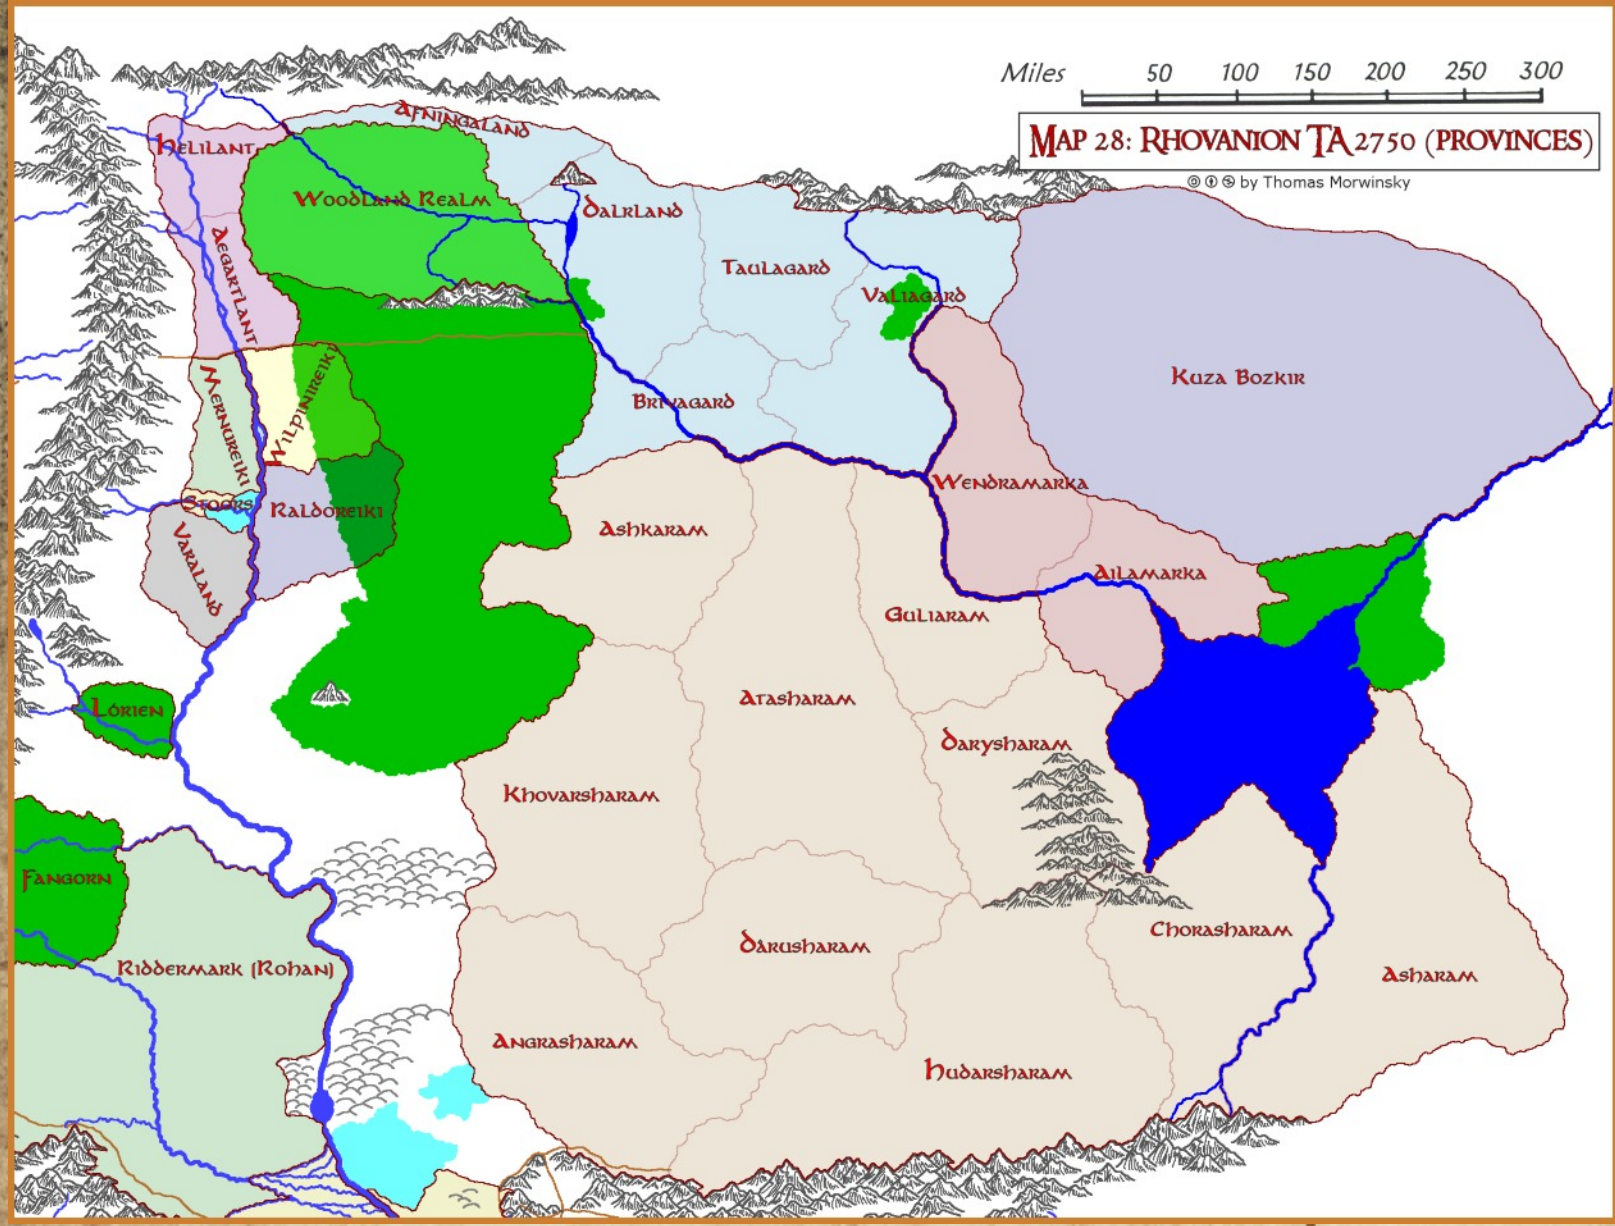 Miles 50 100 150 200 250 300
Map 28: Rhovanion TA 2750 (provinces)
by Thomas Morwinsky
Afningaland
Helilant
Woodland Realm
Dalrland
Aegartlant
Taulagard
Valiagard
Kuza Bozkir
Mernureiki
Wilpinireiki
Brivagard
Wendramarka
Stoors
Raldoreiki
Ashkaram
Varaland
Ailamarka
Guliaram
Lórien
Atasharam
Darysharam
Khovarsharam
Fangorn
Chorasharam
Dârusharam
Riddermark (Rohan)
Asharam
Angrasharam
Hudarsharam